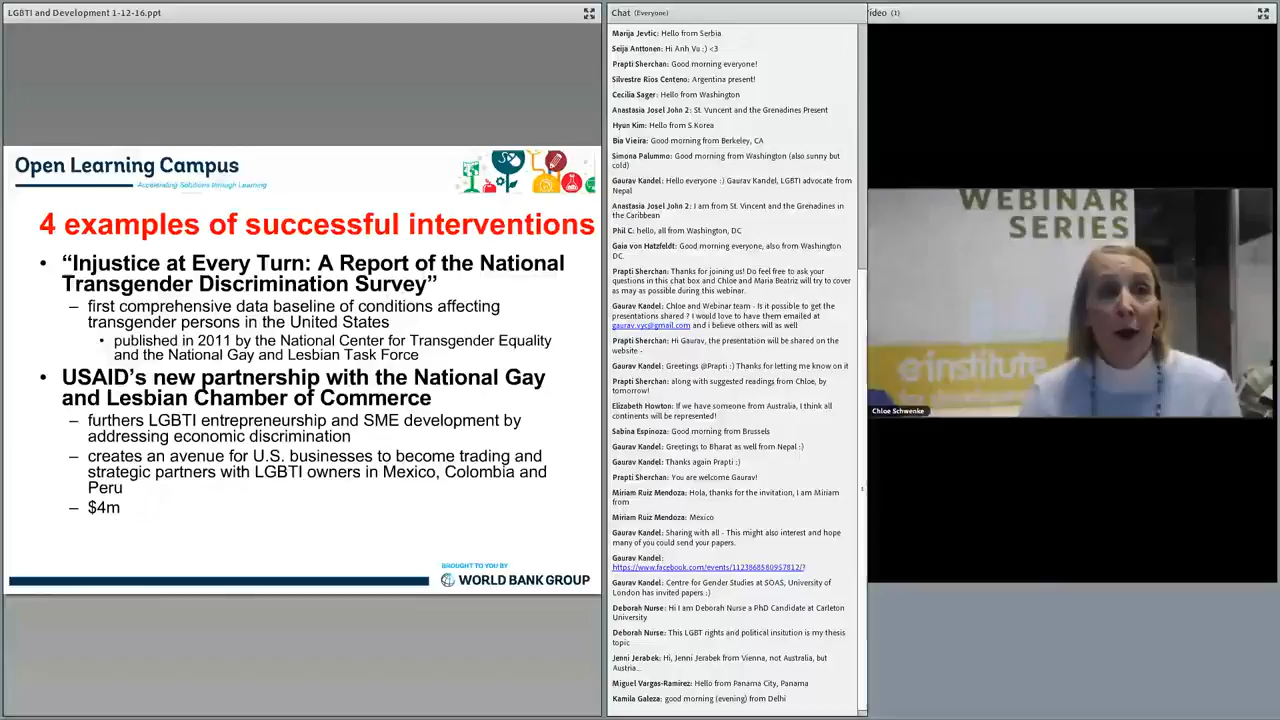 LGBTI and Development 1-12-16.ppt
Open Learning Campus
Accelerating Solutions through Learning
4 examples of successful interventions
• “Injustice at Every Turn: A Report of the National
Transgender Discrimination Survey”
– first comprehensive data baseline of conditions affecting
transgender persons in the United States
• published in 2011 by the National Center for Transgender Equality
and the National Gay and Lesbian Task Force
• USAID’s new partnership with the National Gay
and Lesbian Chamber of Commerce
– furthers LGBTI entrepreneurship and SME development by
addressing economic discrimination
– creates an avenue for U.S. businesses to become trading and
strategic partners with LGBTI owners in Mexico, Colombia and
Peru
– $4m
BROUGHT TO YOU BY
WORLD BANK GROUP
Chat (Everyone)
Marija Jevtic: Hello from Serbia
Seija Anttonen: Hi Anh Vu :) <3
Prapti Sherchan: Good morning everyone!
Silvestre Rios Centeno: Argentina present!
Cecilia Sager: Hello from Washington
Anastasia Josel John 2: St. Vuncent and the Grenadines Present
Hyun Kim: Hello from S.Korea
Bia Vieira: Good morning from Berkeley, CA
Simona Palummo: Good morning from Washington (also sunny but
cold)
Gaurav Kandel: Hello everyone :) Gaurav Kandel, LGBTI advocate from
Nepal
Anastasia Josel John 2: I am from St. Vincent and the Grenadines in
the Caribbean
Phil C: hello, all from Washington, DC
Gaia von Hatzfeldt: Good morning everyone, also from Washington
DC.
Prapti Sherchan: Thanks for joining us! Do feel free to ask your
questions in this chat box and Chloe and Maria Beatriz will try to cover
as may as possible during this webinar.
Gaurav Kandel: Chloe and Webinar team - Is it possible to get the
presentations shared ? I would love to have them emailed at
gaurav.vyc@gmail.com and i believe others will as well
Prapti Sherchan: Hi Gaurav, the presentation will be shared on the
website -
Gaurav Kandel: Greetings @Prapti :) Thanks for letting me know on it
Prapti Sherchan: along with suggested readings from Chloe, by
tomorrow!
Elizabeth Howton: If we have someone from Australia, I think all
continents will be represented!
Sabina Espinoza: Good morning from Brussels
Gaurav Kandel: Greetings to Bharat as well from Nepal :)
Gaurav Kandel: Thanks again Prapti :)
Prapti Sherchan: You are welcome Gaurav!
Miriam Ruiz Mendoza: Hola, thanks for the invitation, I am Miriam
from
Miriam Ruiz Mendoza: Mexico
Gaurav Kandel: Sharing with all - This might also interest and hope
many of you could send your papers.
Gaurav Kandel:
https://www.facebook.com/events/1123868580957812/?
Gaurav Kandel: Centre for Gender Studies at SOAS, University of
London has invited papers :)
Deborah Nurse: Hi I am Deborah Nurse a PhD Candidate at Carleton
University
Deborah Nurse: This LGBT rights and political insitution is my thesis
topic
Jenni Jerabek: Hi, Jenni Jerabek from Vienna, not Australia, but
Austria...
Miguel Vargas-Ramirez: Hello from Panama City, Panama
Kamila Galeza: good morning (evening) from Delhi
ideo (1)
WEBINAR
SERIES
e-institute
Chloe Schwenke